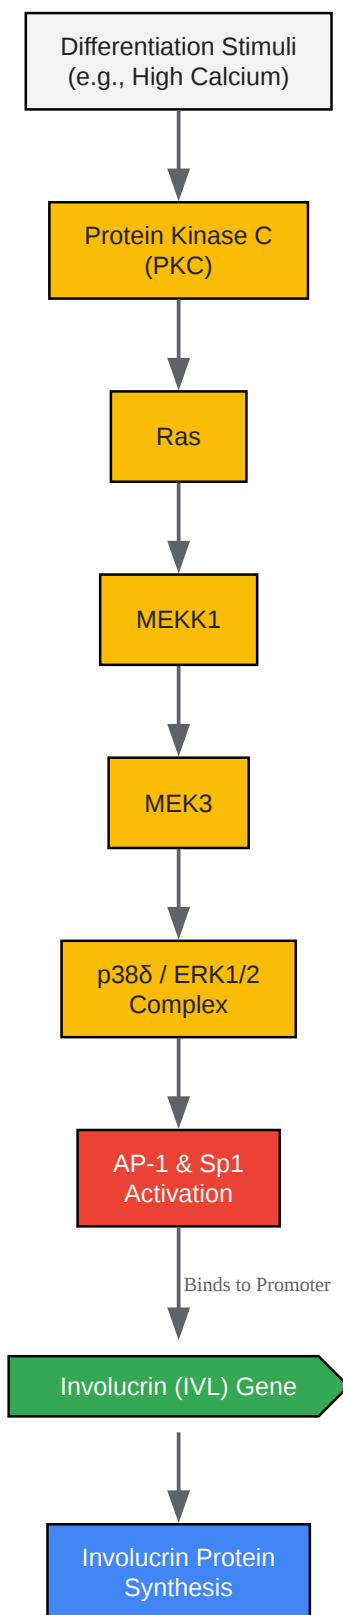 Differentiation Stimuli
(e.g., High Calcium)
Protein Kinase C
(PKC)
Ras
MEKK1
MEK3
p38δ / ERK1/2
Complex
AP-1 & Sp1
Activation
Binds to Promoter
Involucrin (IVL) Gene
Involucrin Protein
Synthesis